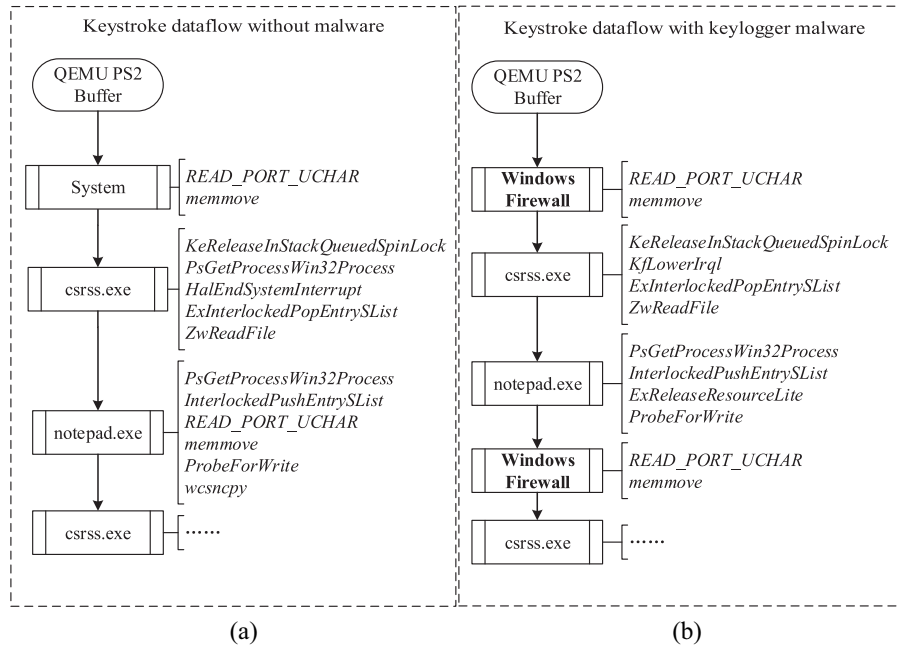 Keystroke dataflow without malware
QEMU PS2
Buffer
System
READ_PORT_UCHAR
memmove
csrss.exe
KeReleaseInStackQueuedSpinLock
PsGetProcessWin32Process
HalEndSystemInterrupt
ExInterlockedPopEntrySList
ZwReadFile
notepad.exe
PsGetProcessWin32Process
InterlockedPushEntrySList
READ_PORT_UCHAR
memmove
ProbeForWrite
wcsncpy
csrss.exe
......
(a)
Keystroke dataflow with keylogger malware
QEMU PS2
Buffer
Windows
Firewall
READ_PORT_UCHAR
memmove
csrss.exe
KeReleaseInStackQueuedSpinLock
KfLowerIrql
ExInterlockedPopEntrySList
ZwReadFile
notepad.exe
PsGetProcessWin32Process
InterlockedPushEntrySList
ExReleaseResourceLite
ProbeForWrite
Windows
Firewall
READ_PORT_UCHAR
memmove
csrss.exe
......
(b)